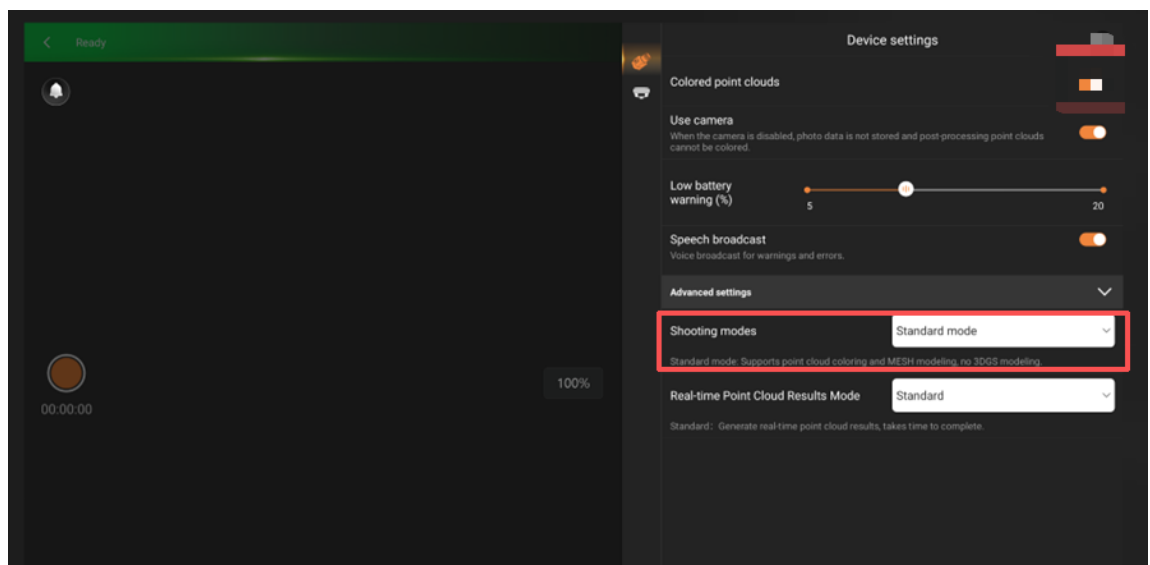 Ready
Device settings
Colored point clouds
Use camera
When the camera is disabled, photo data is not stored and post-processing point clouds
cannot be colored.
Low battery
warning (%)
5
20
Speech broadcast
Voice broadcast for warnings and errors.
Advanced settings
Shooting modes
Standard mode
Standard mode: Supports point cloud coloring and MESH modeling, no 3DGS modeling.
100%
00:00:00
Real-time Point Cloud Results Mode
Standard
Standard: Generate real-time point cloud results, takes time to complete.